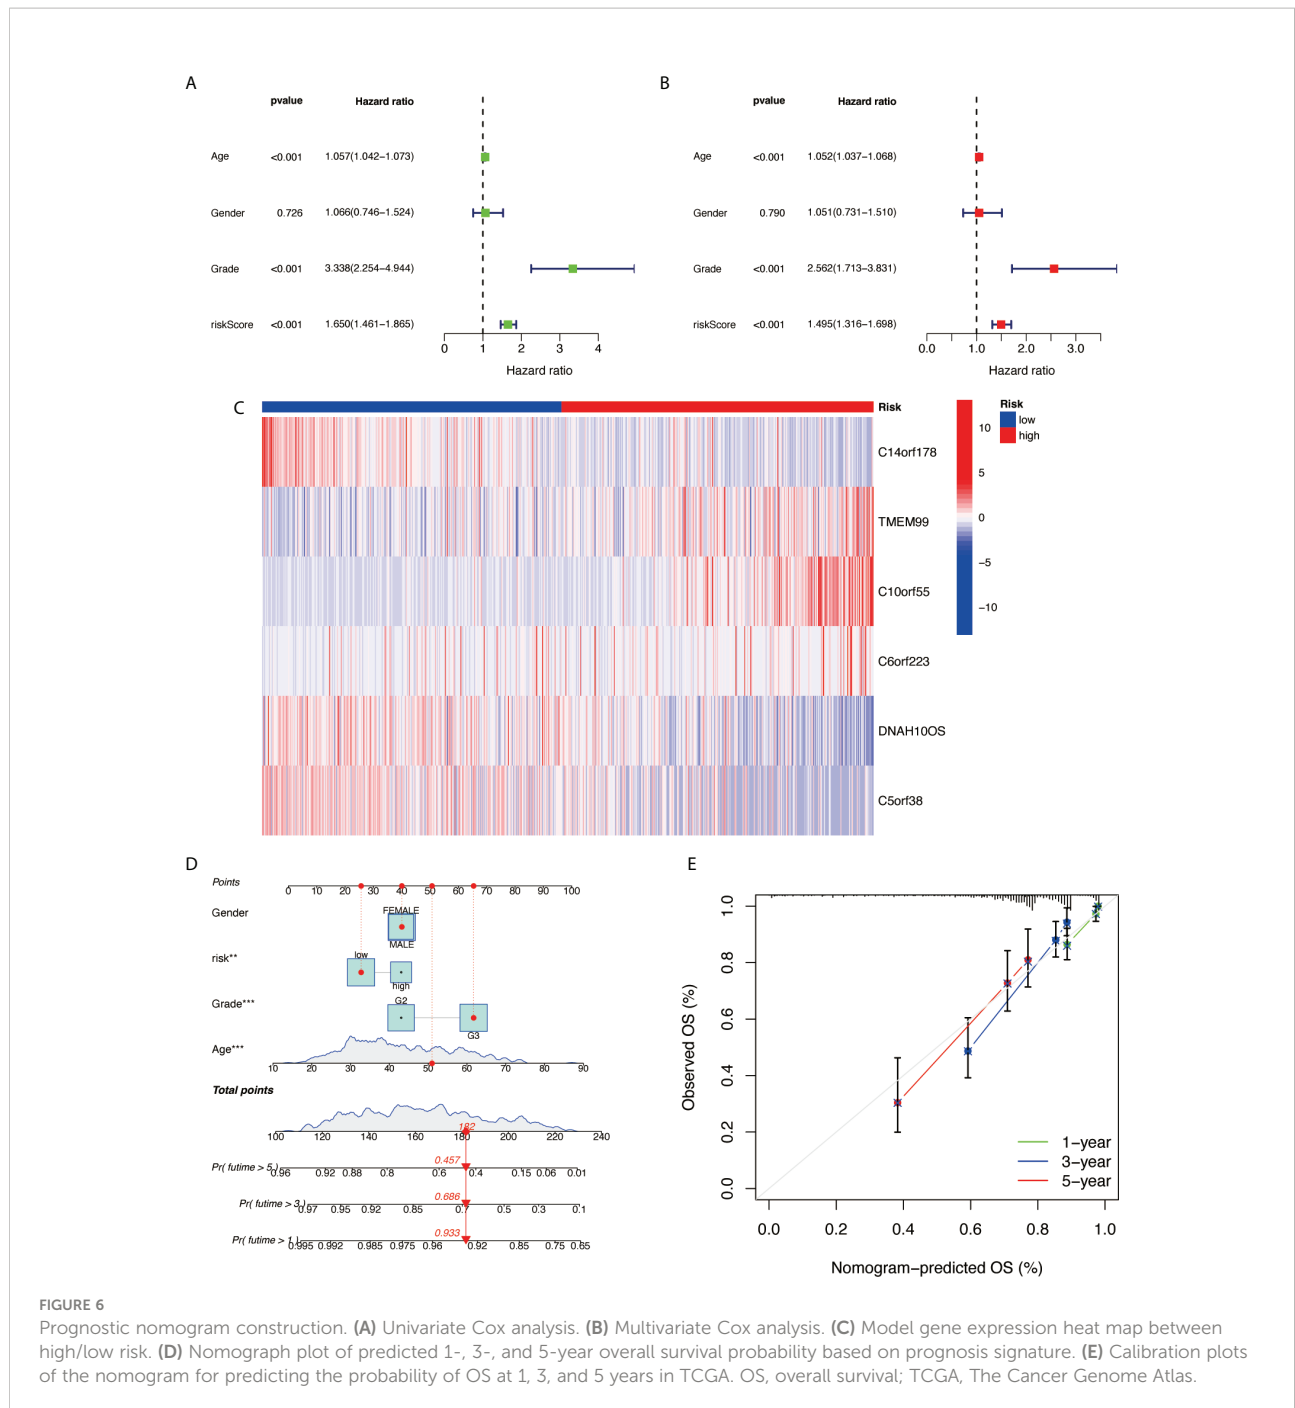 A
pvalue Hazard ratio
Age <0.001 1.057(1.042−1.073)
Gender 0.726 1.066(0.746−1.524)
Grade <0.001 3.338(2.254−4.944)
riskScore <0.001 1.650(1.461−1.865)
0 1 2 3 4
Hazard ratio
B
pvalue Hazard ratio
Age <0.001 1.052(1.037−1.068)
Gender 0.790 1.051(0.731−1.510)
Grade <0.001 2.562(1.713−3.831)
riskScore <0.001 1.495(1.316−1.698)
0.0 1.0 2.0 3.0
Hazard ratio
C
Risk
C14orf178
TMEM99
C10orf55
C6orf223
DNAH10OS
C5orf38
10
5
0
−5
−10
Risk
low
high
D
Points
0 10 20 30 40 50 60 70 80 90 100
Gender
FEMALE
MALE
risk**
low
high
Grade***
G2
G3
Age***
10 20 30 40 50 60 70 80 90
Total points
182
100 120 140 160 180 200 220 240
0.457
Pr( futime > 5 )
0.96 0.92 0.88 0.8 0.6 0.4 0.15 0.06 0.01
0.686
Pr( futime > 3 )
0.97 0.95 0.92 0.85 0.7 0.5 0.3 0.1
0.933
Pr( futime > 1 )
0.995 0.992 0.985 0.975 0.96 0.92 0.85 0.75 0.65
E
Observed OS (%)
1.0
0.8
0.6
0.4
0.2
0.0
1−year
3−year
5−year
0.0 0.2 0.4 0.6 0.8 1.0
Nomogram−predicted OS (%)
FIGURE 6
Prognostic nomogram construction. (A) Univariate Cox analysis. (B) Multivariate Cox analysis. (C) Model gene expression heat map between
high/low risk. (D) Nomograph plot of predicted 1-, 3-, and 5-year overall survival probability based on prognosis signature. (E) Calibration plots
of the nomogram for predicting the probability of OS at 1, 3, and 5 years in TCGA. OS, overall survival; TCGA, The Cancer Genome Atlas.